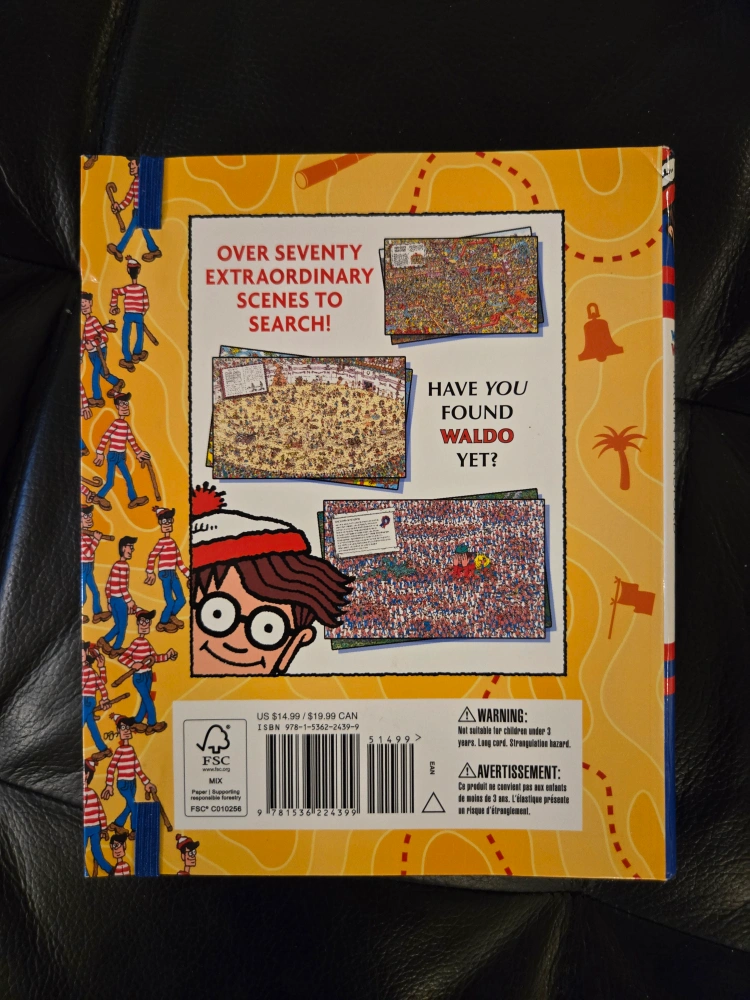 OVER SEVENTY
EXTRAORDINARY
SCENES TO
SEARCH!
HAVE YOU
FOUND
WALDO
YET?
FSC
www.fsc.org
MIX
Paper | Supporting
responsible forestry
FSC® C010256
US $14.99 / $19.99 CAN
ISBN 978-1-5362-2439-9
51499>
9 781536 224399
EAN
WARNING:
Not suitable for children under 3
years. Long cord. Strangulation hazard.
AVERTISSEMENT:
Ce produit ne convient pas aux enfants
de moins de 3 ans. L'élastique présente
un risque d'étranglement.